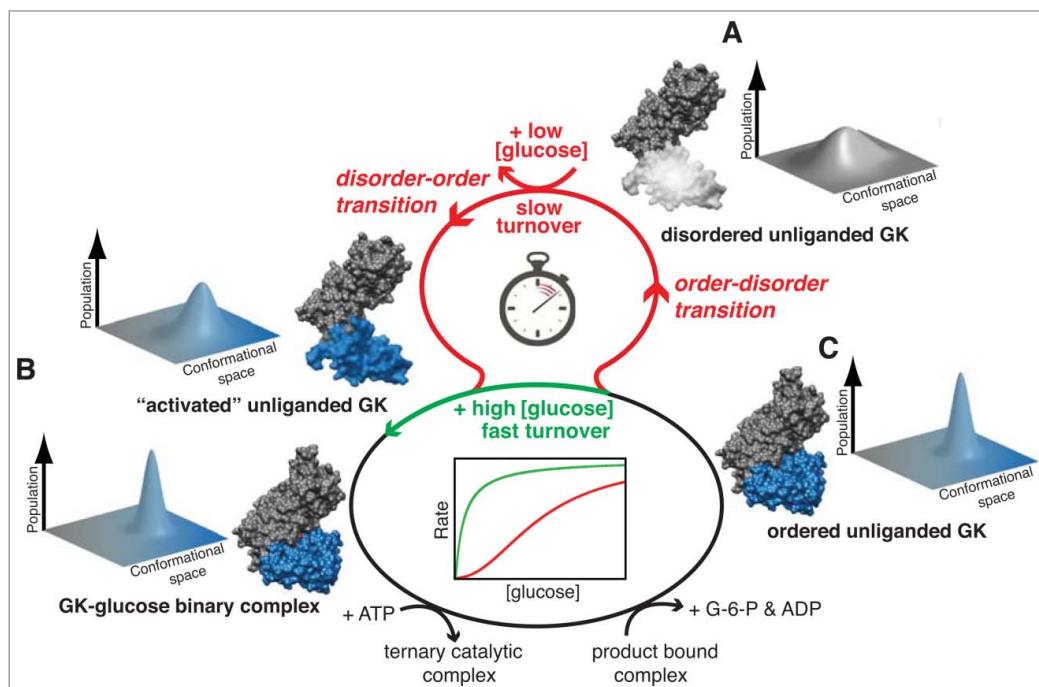 A
Population
Conformational
space
disordered unliganded GK
+ low
[glucose]
disorder-order
transition
slow
turnover
order-disorder
transition
Population
Conformational
space
“activated” unliganded GK
B
Population
Conformational
space
GK-glucose binary complex
C
Population
Conformational
space
ordered unliganded GK
+ high [glucose]
fast turnover
Rate
[glucose]
+ ATP
ternary catalytic
complex
product bound
complex
+ G-6-P & ADP